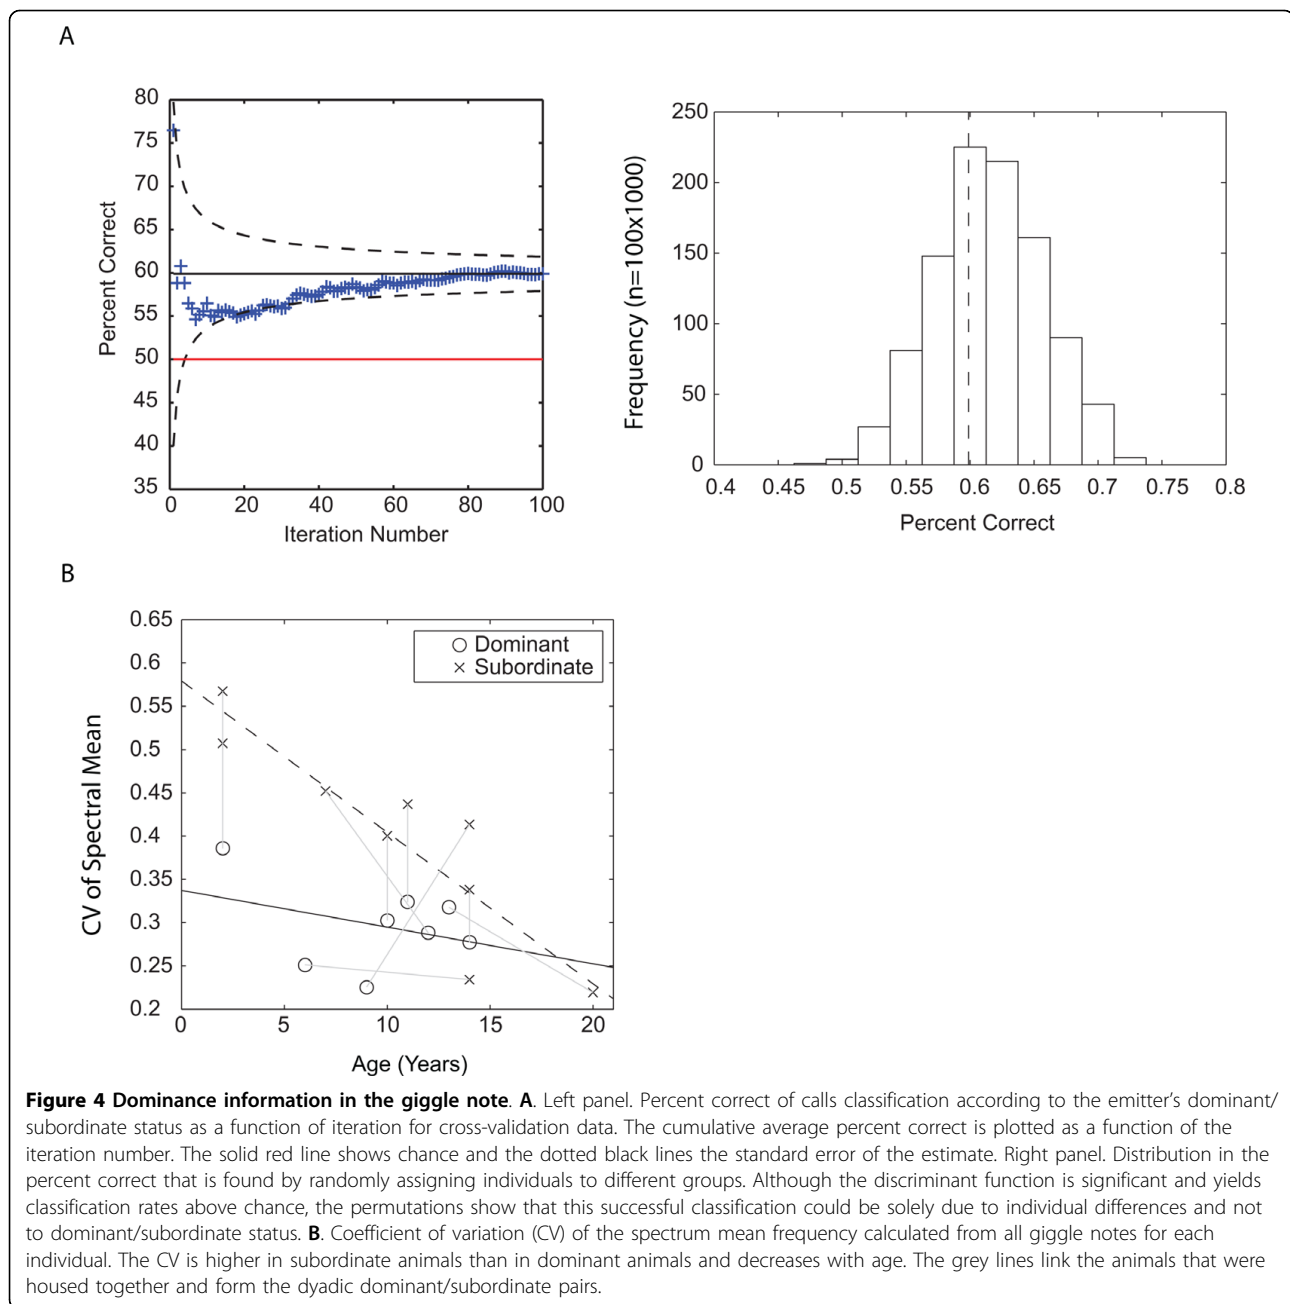 A
80
75
70
65
60
55
50
45
40
35
Percent Correct
0 20 40 60 80 100
Iteration Number
250
200
150
100
50
0
Frequency (n=100x1000)
0.4 0.45 0.5 0.55 0.6 0.65 0.7 0.75 0.8
Percent Correct
B
0.65
0.6
0.55
0.5
0.45
0.4
0.35
0.3
0.25
0.2
CV of Spectral Mean
Dominant
Subordinate
0 5 10 15 20
Age (Years)
Figure 4 Dominance information in the giggle note. A. Left panel. Percent correct of calls classification according to the emitter's dominant/
subordinate status as a function of iteration for cross-validation data. The cumulative average percent correct is plotted as a function of the
iteration number. The solid red line shows chance and the dotted black lines the standard error of the estimate. Right panel. Distribution in the
percent correct that is found by randomly assigning individuals to different groups. Although the discriminant function is significant and yields
classification rates above chance, the permutations show that this successful classification could be solely due to individual differences and not
to dominant/subordinate status. B. Coefficient of variation (CV) of the spectrum mean frequency calculated from all giggle notes for each
individual. The CV is higher in subordinate animals than in dominant animals and decreases with age. The grey lines link the animals that were
housed together and form the dyadic dominant/subordinate pairs.